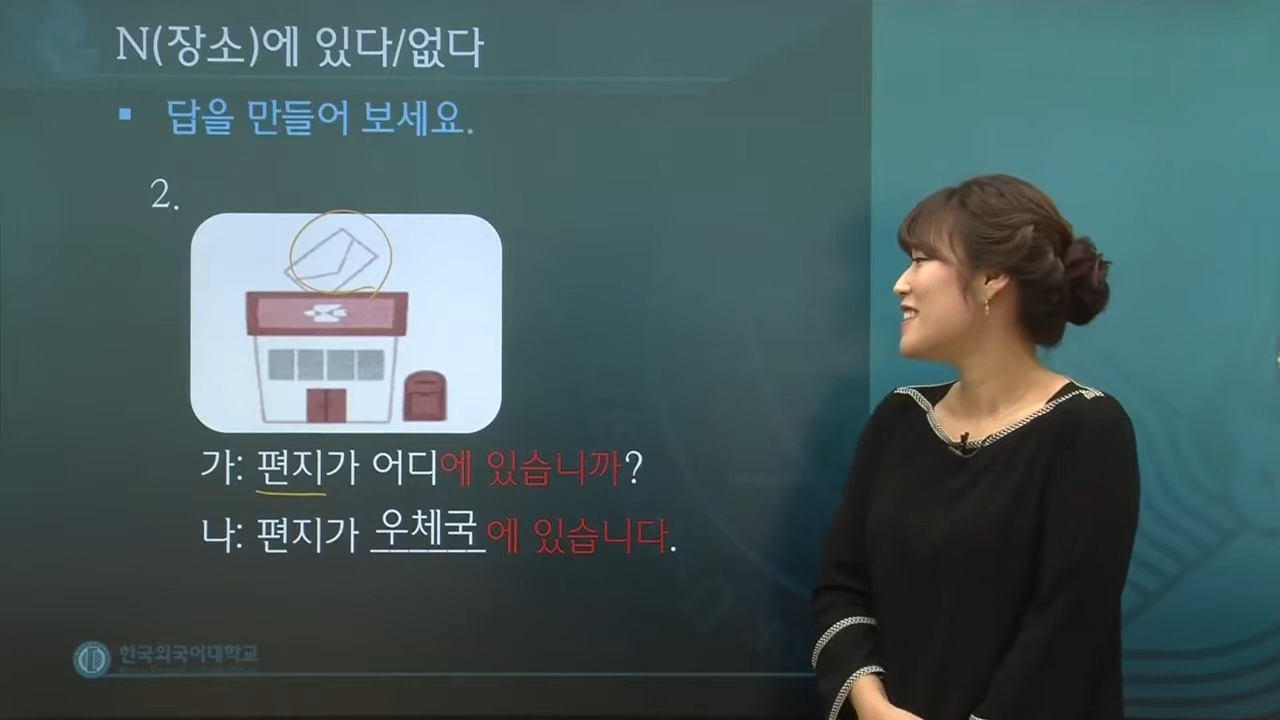 N(장소)에 있다/없다
▪ 답을 만들어 보세요.
2.
가: 편지가 어디에 있습니까?
나: 편지가 우체국에 있습니다.
한국외국어대학교